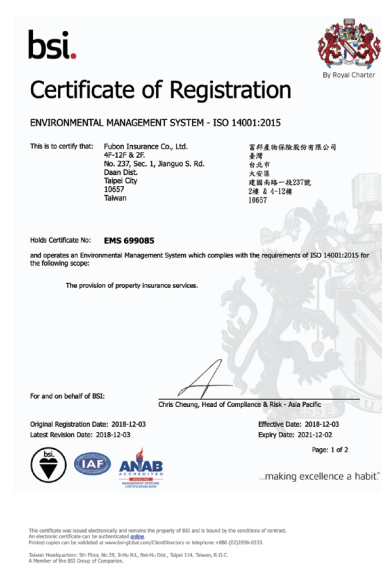 bsi.
By Royal Charter
Certificate of Registration
ENVIRONMENTAL MANAGEMENT SYSTEM - ISO 14001:2015
This is to certify that:
Fubon Insurance Co., Ltd.
4F-12F & 2F.
No. 237, Sec. 1, Jianguo S. Rd.
Daan Dist.
Taipei City
10657
Taiwan
富邦產物保險股份有限公司
臺灣
台北市
大安區
建國南路一段237號
2樓 & 4-12樓
10657
Holds Certificate No: EMS 699085
and operates an Environmental Management System which complies with the requirements of ISO 14001:2015 for
the following scope:
The provision of property insurance services.
For and on behalf of BSI:
Chris Cheung, Head of Compliance & Risk - Asia Pacific
Original Registration Date: 2018-12-03
Effective Date: 2018-12-03
Latest Revision Date: 2018-12-03
Expiry Date: 2021-12-02
Page: 1 of 2
bsi.
IAF
ANAB
ACCREDITED
MANAGEMENT SYSTEMS
CERTIFICATION BODY
...making excellence a habit.™
This certificate was issued electronically and remains the property of BSI and is bound by the conditions of contract.
An electronic certificate can be authenticated online.
Printed copies can be validated at www.bsi-global.com/ClientDirectory or telephone +886 (02)2656-0333.
Taiwan Headquarters: 5th Floor, No.39, Ji-Hu Rd., Nei-Hu Dist., Taipei 114, Taiwan, R.O.C.
A Member of the BSI Group of Companies.